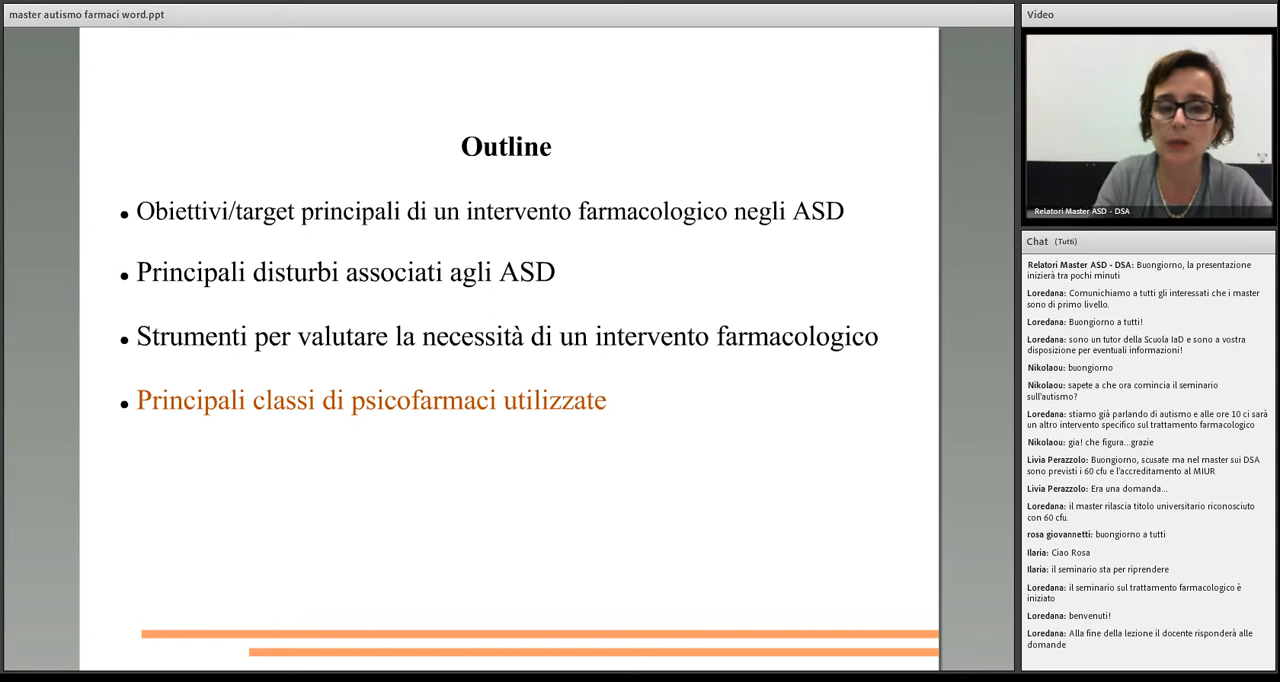 master autismo farmaci word.ppt
Outline
• Obiettivi/target principali di un intervento farmacologico negli ASD
• Principali disturbi associati agli ASD
• Strumenti per valutare la necessità di un intervento farmacologico
• Principali classi di psicofarmaci utilizzate
Video
Relatori Master ASD - DSA
Chat (Tutti)
Relatori Master ASD - DSA: Buongiorno, la presentazione
inizierà tra pochi minuti
Loredana: Comunichiamo a tutti gli interessati che i master
sono di primo livello.
Loredana: Buongiorno a tutti!
Loredana: sono un tutor della Scuola IaD e sono a vostra
disposizione per eventuali informazioni!
Nikolaou: buongiorno
Nikolaou: sapete a che ora comincia il seminario
sull'autismo?
Loredana: stiamo già parlando di autismo e alle ore 10 ci sarà
un altro intervento specifico sul trattamento farmacologico
Nikolaou: gia! che figura...grazie
Livia Perazzolo: Buongiorno, scusate ma nel master sui DSA
sono previsti i 60 cfu e l'accreditamento al MIUR
Livia Perazzolo: Era una domanda...
Loredana: il master rilascia titolo universitario riconosciuto
con 60 cfu.
rosa giovannetti: buongiorno a tutti
Ilaria: Ciao Rosa
Ilaria: il seminario sta per riprendere
Loredana: il seminario sul trattamento farmacologico è
iniziato
Loredana: benvenuti!
Loredana: Alla fine della lezione il docente risponderà alle
domande